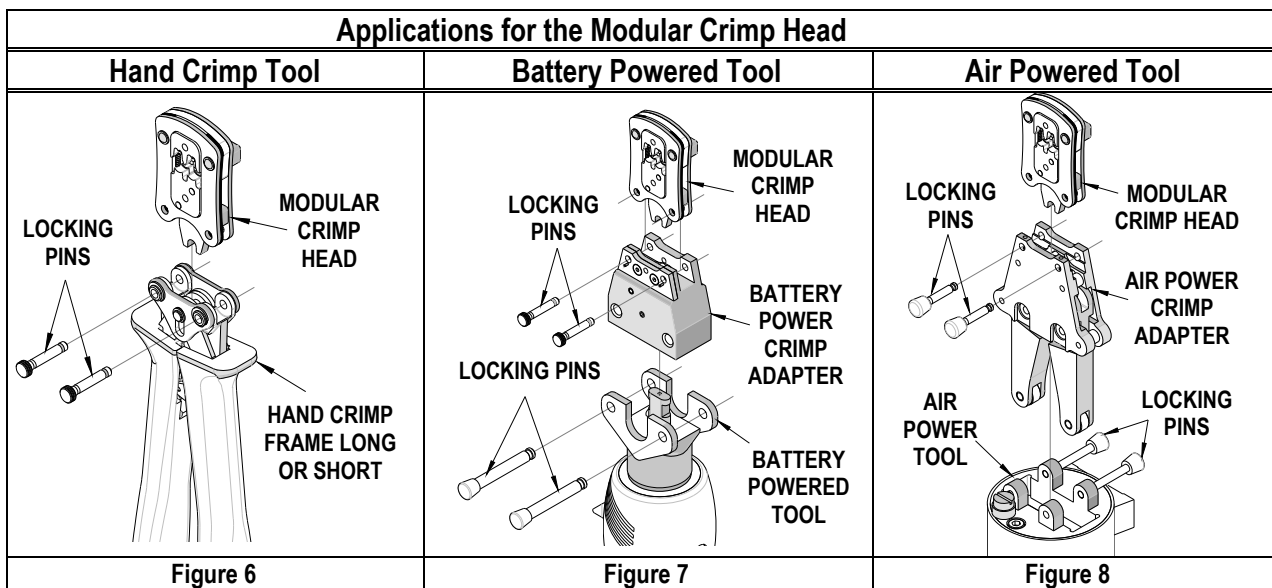 Applications for the Modular Crimp Head
Hand Crimp Tool
Battery Powered Tool
Air Powered Tool
LOCKING
PINS
MODULAR
CRIMP
HEAD
HAND CRIMP
FRAME LONG
OR SHORT
LOCKING
PINS
MODULAR
CRIMP
HEAD
BATTERY
POWER
CRIMP
ADAPTER
LOCKING PINS
BATTERY
POWERED
TOOL
LOCKING
PINS
MODULAR
CRIMP HEAD
AIR POWER
CRIMP
ADAPTER
AIR
POWER
TOOL
LOCKING
PINS
Figure 6
Figure 7
Figure 8